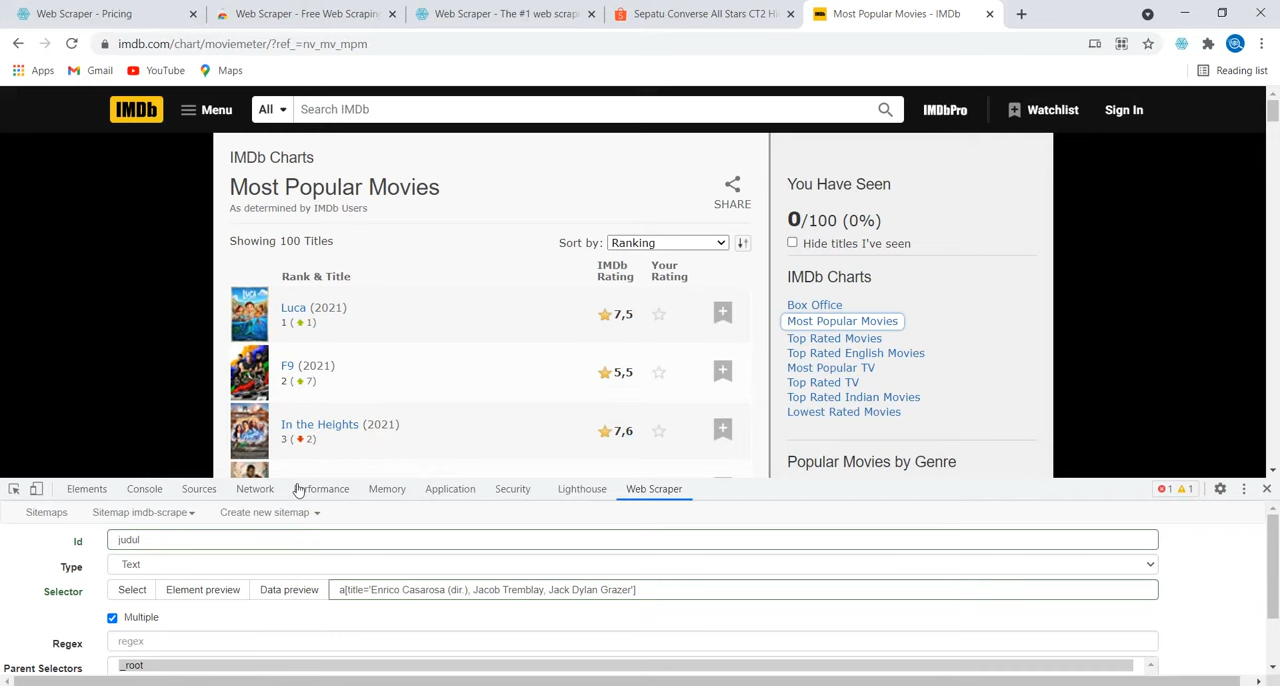 Web Scraper - Pricing
Web Scraper - Free Web Scraping
Web Scraper - The #1 web scrap
Sepatu Converse All Stars CT2 Hi
Most Popular Movies - IMDb
imdb.com/chart/moviemeter/?ref_=nv_mv_mpm
Apps Gmail YouTube Maps Reading list
IMDb Menu All Search IMDb IMDbPro Watchlist Sign In
IMDb Charts
Most Popular Movies
As determined by IMDb Users
SHARE
Showing 100 Titles
Sort by: Ranking
Rank & Title
IMDb Rating
Your Rating
Luca (2021)
1 ( 1)
7,5
F9 (2021)
2 ( 7)
5,5
In the Heights (2021)
3 ( 2)
7,6
You Have Seen
0/100 (0%)
Hide titles I've seen
IMDb Charts
Box Office
Most Popular Movies
Top Rated Movies
Top Rated English Movies
Most Popular TV
Top Rated TV
Top Rated Indian Movies
Lowest Rated Movies
Popular Movies by Genre
Elements Console Sources Network Performance Memory Application Security Lighthouse Web Scraper 1 1
Sitemaps Sitemap imdb-scrape Create new sitemap
Id judul
Type Text
Selector Select Element preview Data preview a[title='Enrico Casarosa (dir.), Jacob Tremblay, Jack Dylan Grazer']
Multiple
Regex regex
Parent Selectors _root